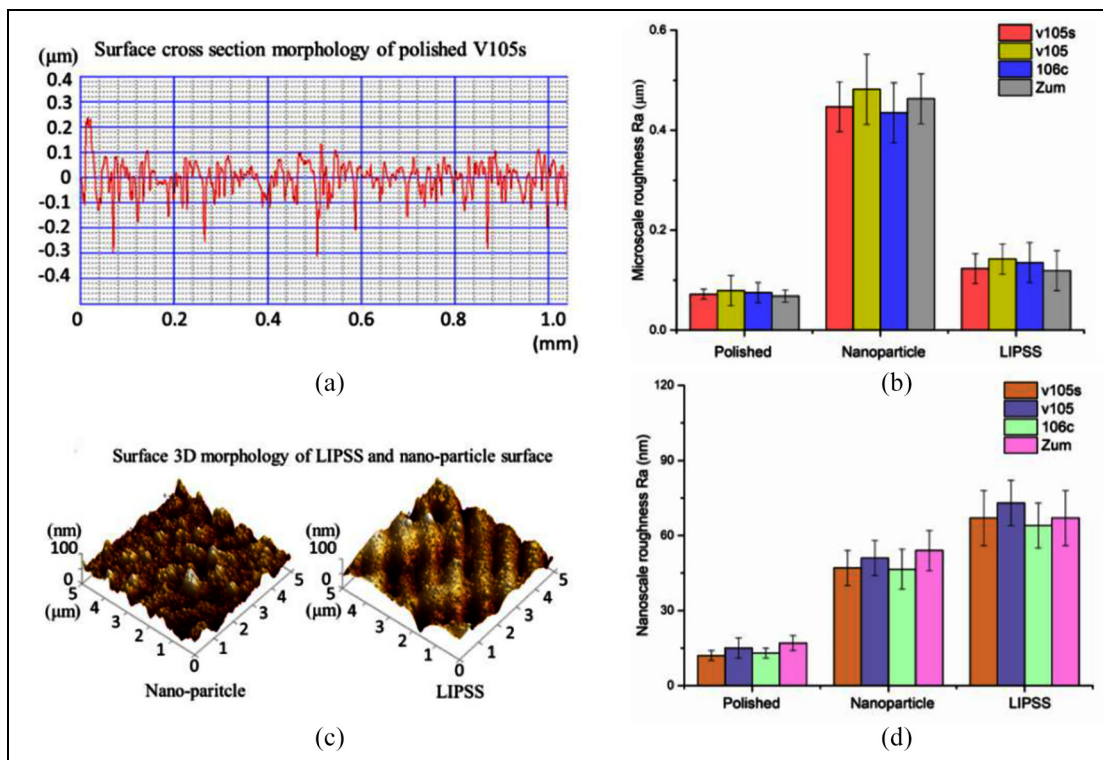 Surface cross section morphology of polished V105s
(μm)
0.4
0.3
0.2
0.1
0
-0.1
-0.2
-0.3
-0.4
0 0.2 0.4 0.6 0.8 1.0
(mm)
(a)
Microscale roughness Ra (μm)
0.6
0.4
0.2
0.0
v105s
v105
106c
Zum
Polished Nanoparticle LIPSS
(b)
Surface 3D morphology of LIPSS and nano-particle surface
(nm)
100
0
5
(μm)
4
3
2
1
0
1
2
3
4
5
Nano-paritcle
(nm)
100
0
5
(μm)
4
3
2
1
0
1
2
3
4
5
LIPSS
(c)
Nanoscale roughness Ra (nm)
120
90
60
30
0
v105s
v105
106c
Zum
Polished Nanoparticle LIPSS
(d)